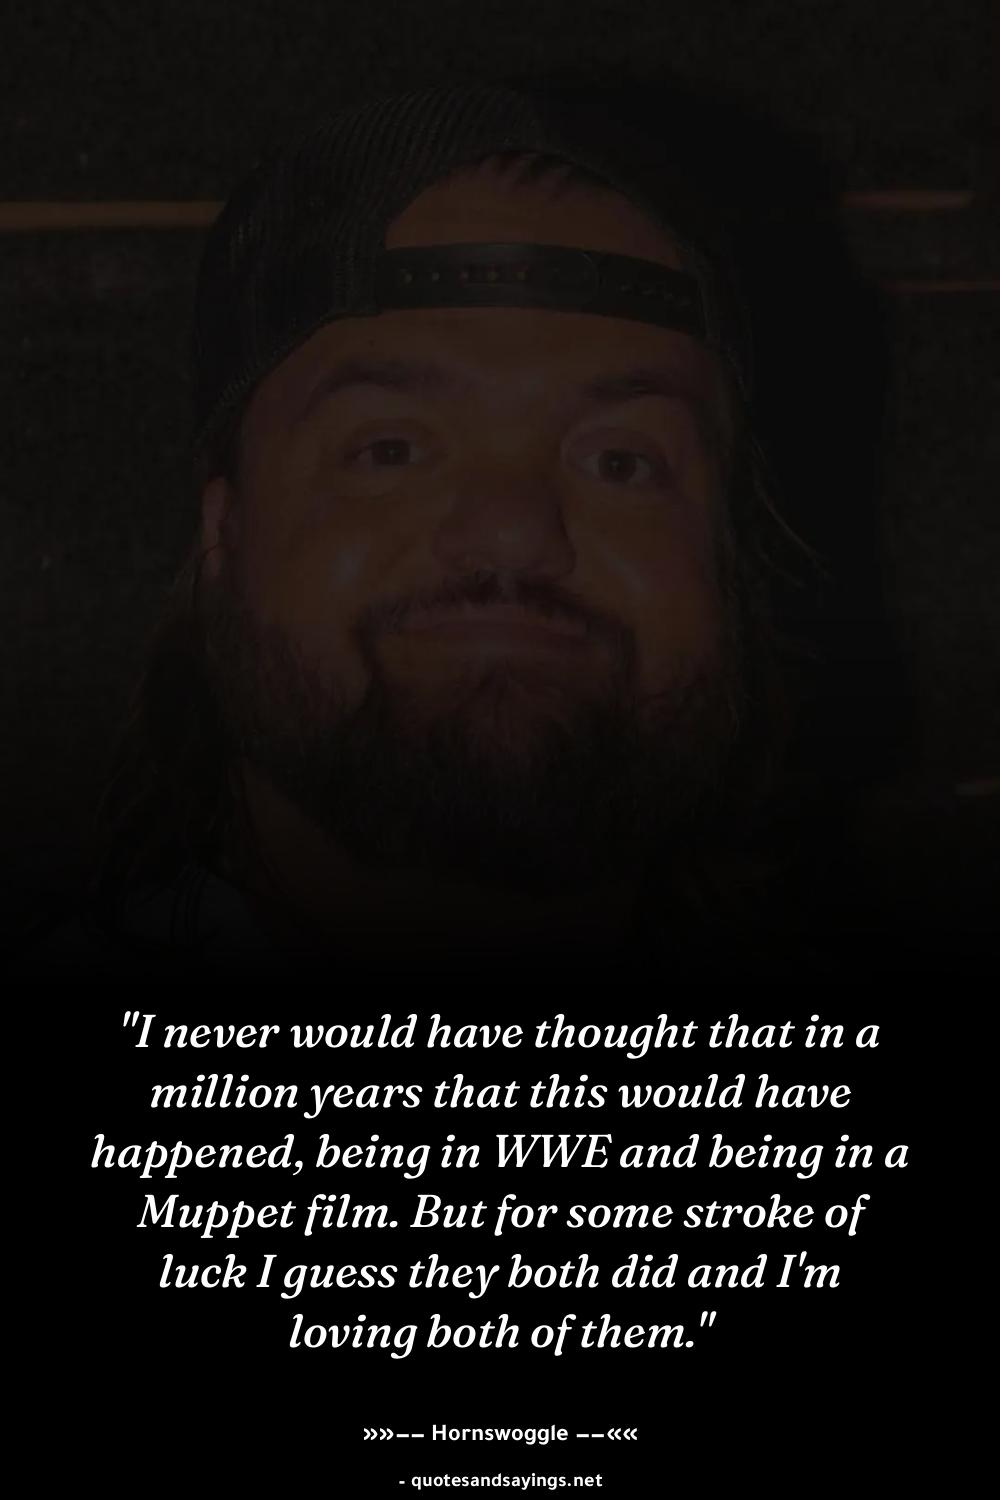 "I never would have thought that in a
million years that this would have
happened, being in WWE and being in a
Muppet film. But for some stroke of
luck I guess they both did and I'm
loving both of them."
»»−− Hornswoggle −−««
- quotesandsayings.net